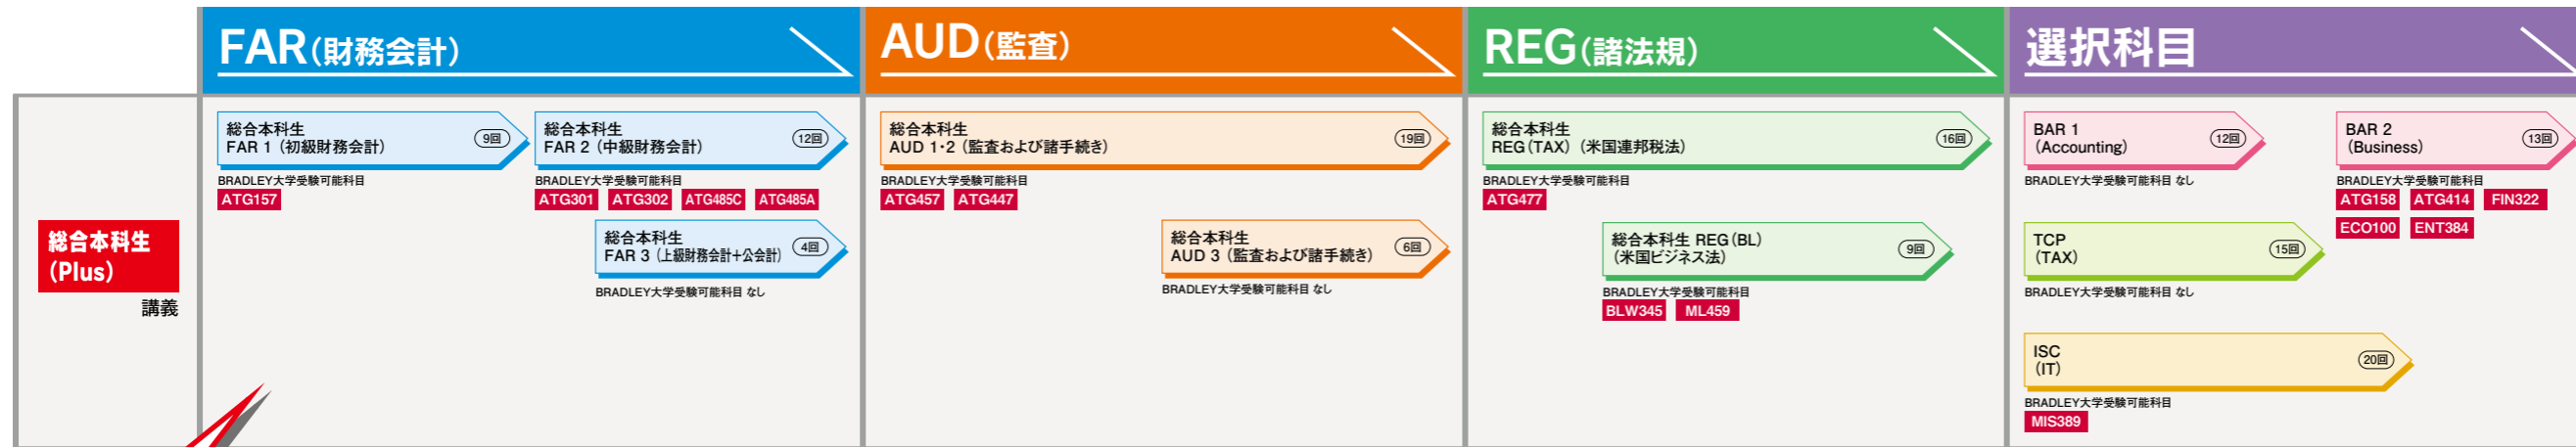 FAR(財務会計)
AUD(監査)
REG(諸法規)
選択科目
総合本科生
(Plus)
講義
総合本科生
FAR 1(初級財務会計)
9回
BRADLEY大学受験可能科目
ATG157
総合本科生
FAR 2(中級財務会計)
12回
BRADLEY大学受験可能科目
ATG301 ATG302 ATG485C ATG485A
総合本科生
FAR 3(上級財務会計+公会計)
4回
BRADLEY大学受験可能科目 なし
総合本科生
AUD 1・2(監査および諸手続き)
19回
BRADLEY大学受験可能科目
ATG457 ATG447
総合本科生
AUD 3(監査および諸手続き)
6回
BRADLEY大学受験可能科目 なし
総合本科生
REG(TAX)(米国連邦税法)
16回
BRADLEY大学受験可能科目
ATG477
総合本科生 REG(BL)
(米国ビジネス法)
9回
BRADLEY大学受験可能科目
BLW345 ML459
BAR 1
(Accounting)
12回
BRADLEY大学受験可能科目 なし
BAR 2
(Business)
13回
BRADLEY大学受験可能科目
ATG158 ATG414 FIN322
ECO100 ENT384
TCP
(TAX)
15回
BRADLEY大学受験可能科目 なし
ISC
(IT)
20回
BRADLEY大学受験可能科目
MIS389